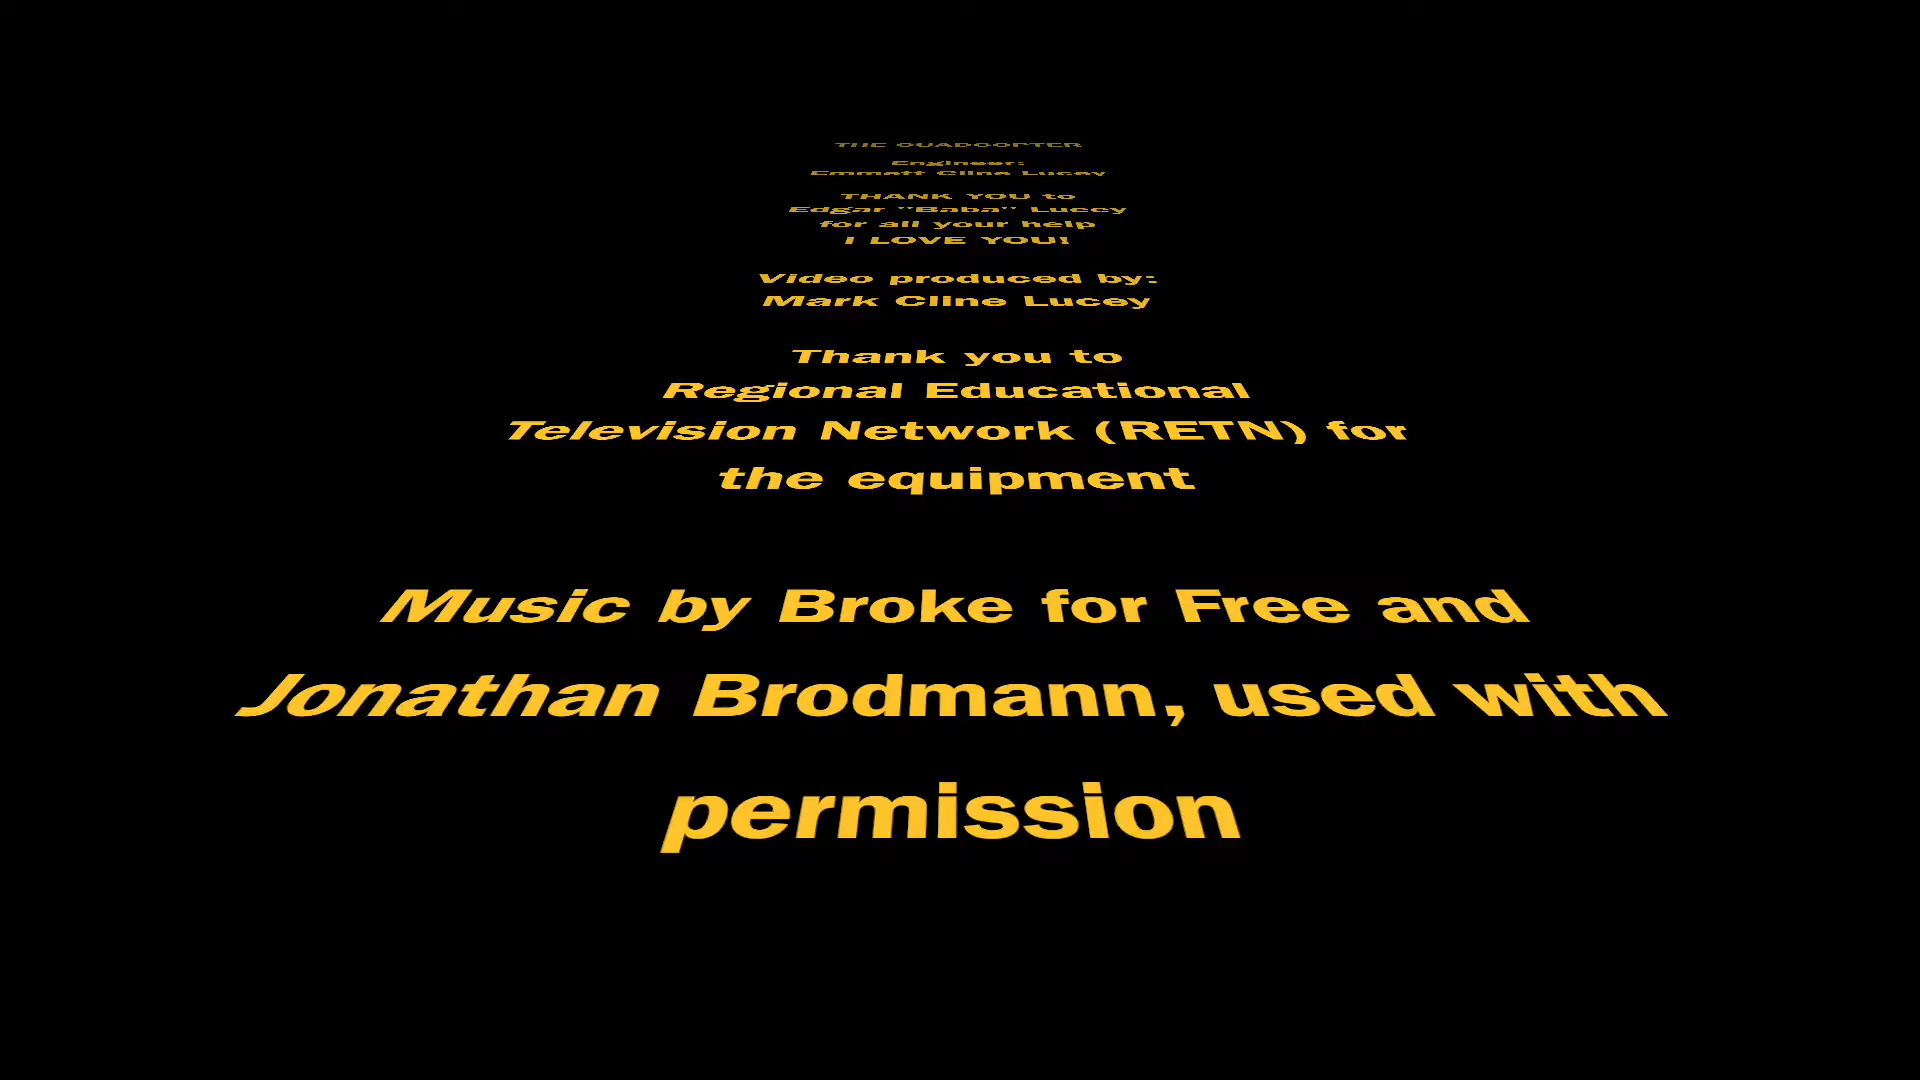 THE QUADCOPTER
Engineer:
Emmett Cline Lucey
THANK YOU to
Edgar "Baba" Lucey
for all your help
I LOVE YOU!
Video produced by:
Mark Cline Lucey
Thank you to
Regional Educational
Television Network (RETN) for
the equipment
Music by Broke for Free and
Jonathan Brodmann, used with
permission